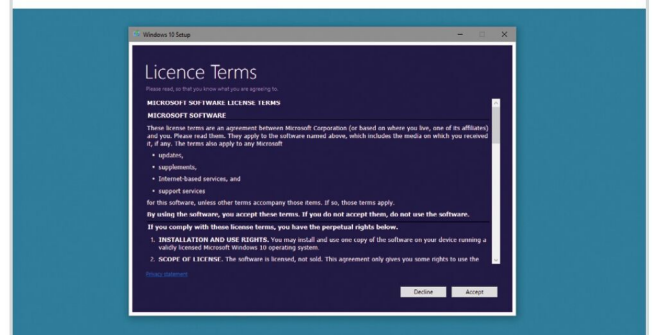 Windows 10 Setup
Licence Terms
Please read, so that you know what you are agreeing to.
MICROSOFT SOFTWARE LICENSE TERMS
MICROSOFT SOFTWARE
These license terms are an agreement between Microsoft Corporation (or based on where you live, one of its affiliates)
and you. Please read them. They apply to the software named above, which includes the media on which you received
it, if any. The terms also apply to any Microsoft
• updates,
• supplements,
• Internet-based services, and
• support services
for this software, unless other terms accompany those items. If so, those terms apply.
By using the software, you accept these terms. If you do not accept them, do not use the software.
If you comply with these license terms, you have the perpetual rights below.
1. INSTALLATION AND USE RIGHTS. You may install and use one copy of the software on your device running a
validly licensed Microsoft Windows 10 operating system.
2. SCOPE OF LICENSE. The software is licensed, not sold. This agreement only gives you some rights to use the
Privacy statement
Decline Accept